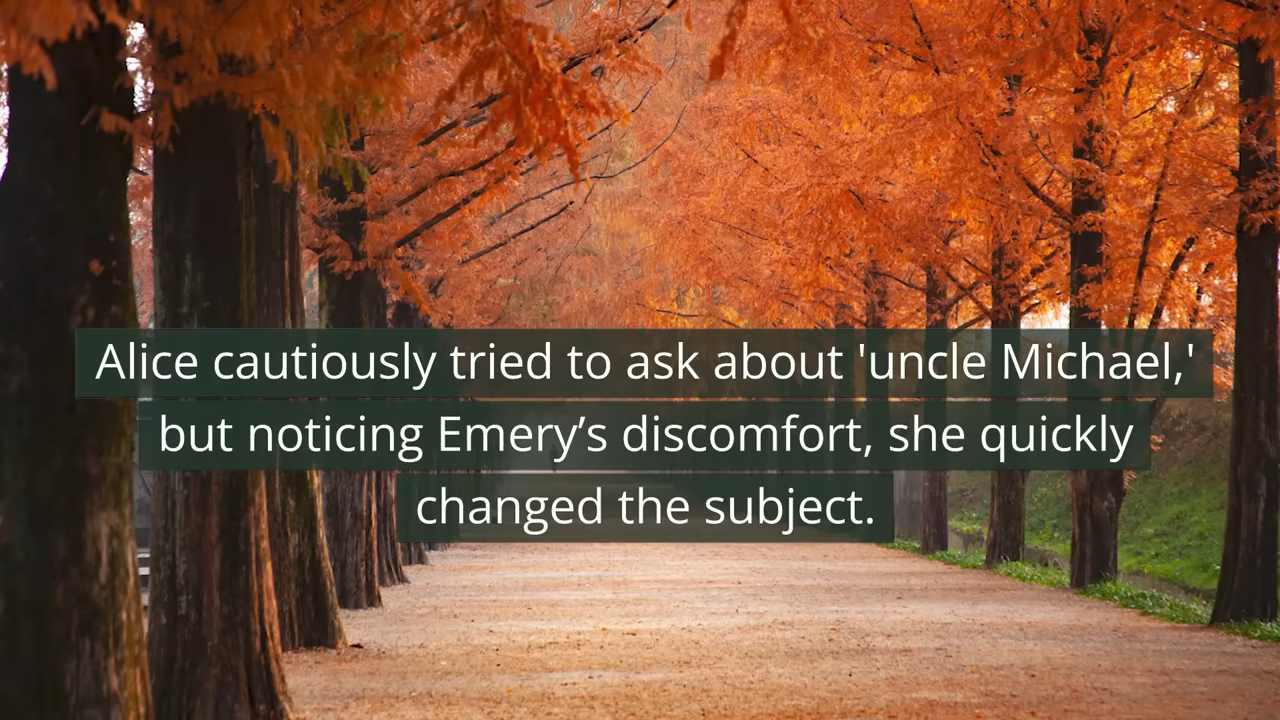 Alice cautiously tried to ask about 'uncle Michael,'
but noticing Emery’s discomfort, she quickly
changed the subject.